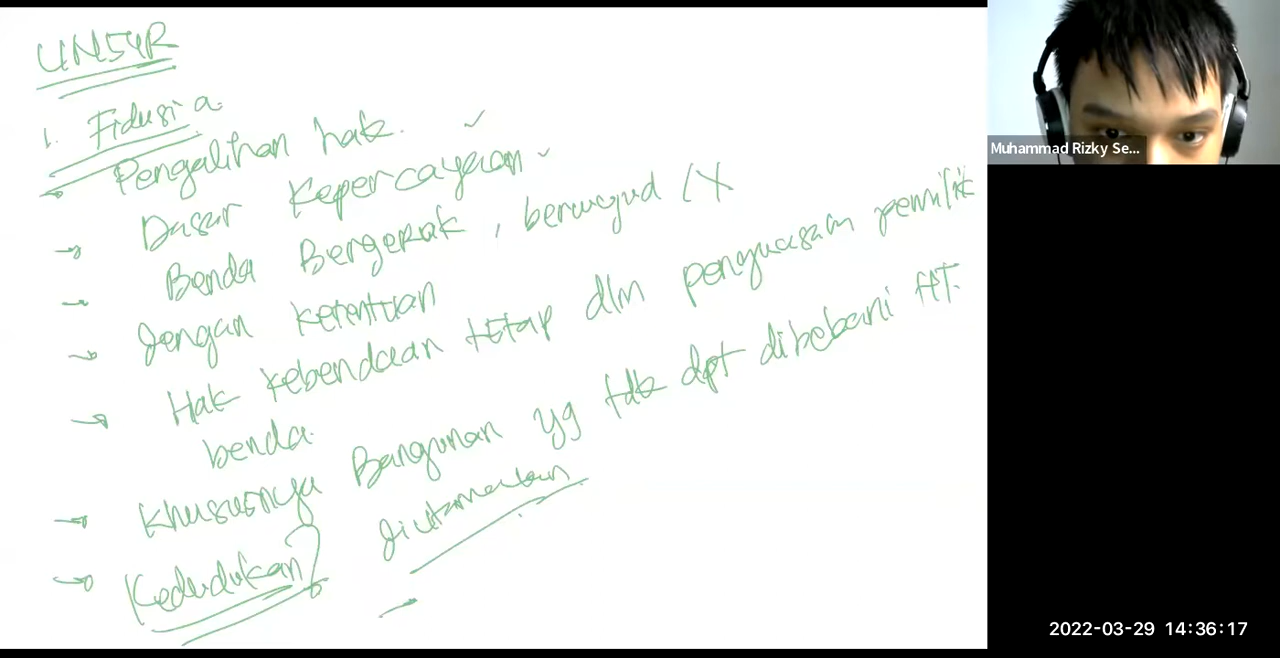 UNSUR
1. Fidusia
→ Pengalihan hak. ✓
→ Dasar Kepercayaan ✓
→ Benda Bergerak, berwujud / X
→ dengan ketentuan
→ Hak kebendaan tetap dlm penguasaan pemilik
benda.
→ Khususnya Bangunan yg tdk dpt dibebani HT.
→ Kedudukan? diutamakan
Muhammad Rizky Se...
2022-03-29 14:36:17